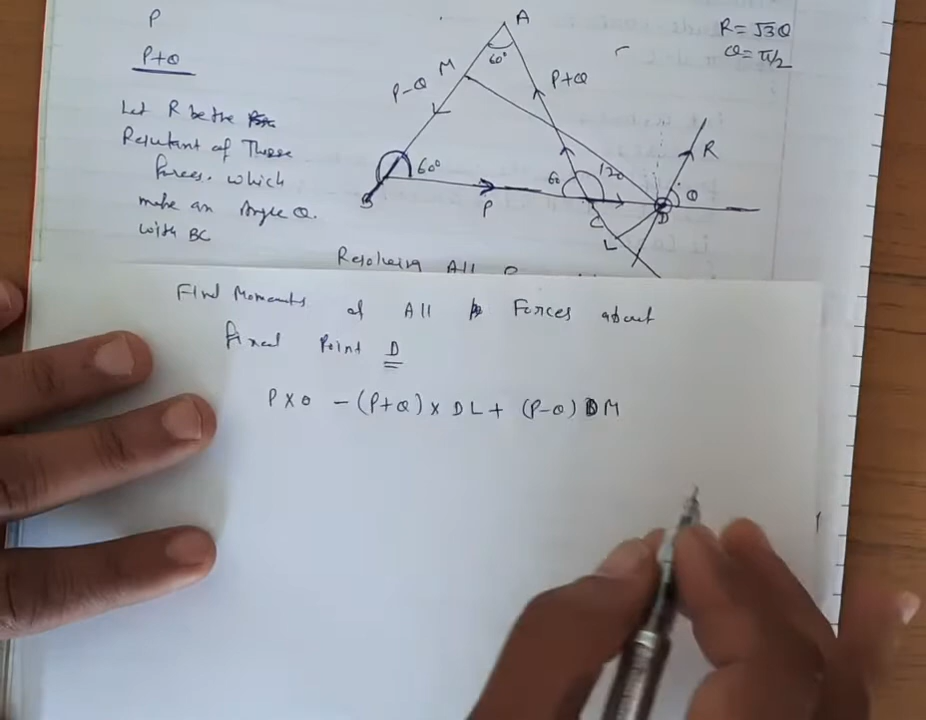 P
P+Q
Let R be the
Resultant of These
forces. which
make an Angle Q.
with BC
A
60°
M
P-Q
P+Q
R = √3Q
Q = π/2
60°
60
120
R
Q
B
P
C
D
L
Resolving All
Find Moments of All Forces about
fixed Point D
P × 0 - (P+Q) × DL + (P-Q) DM